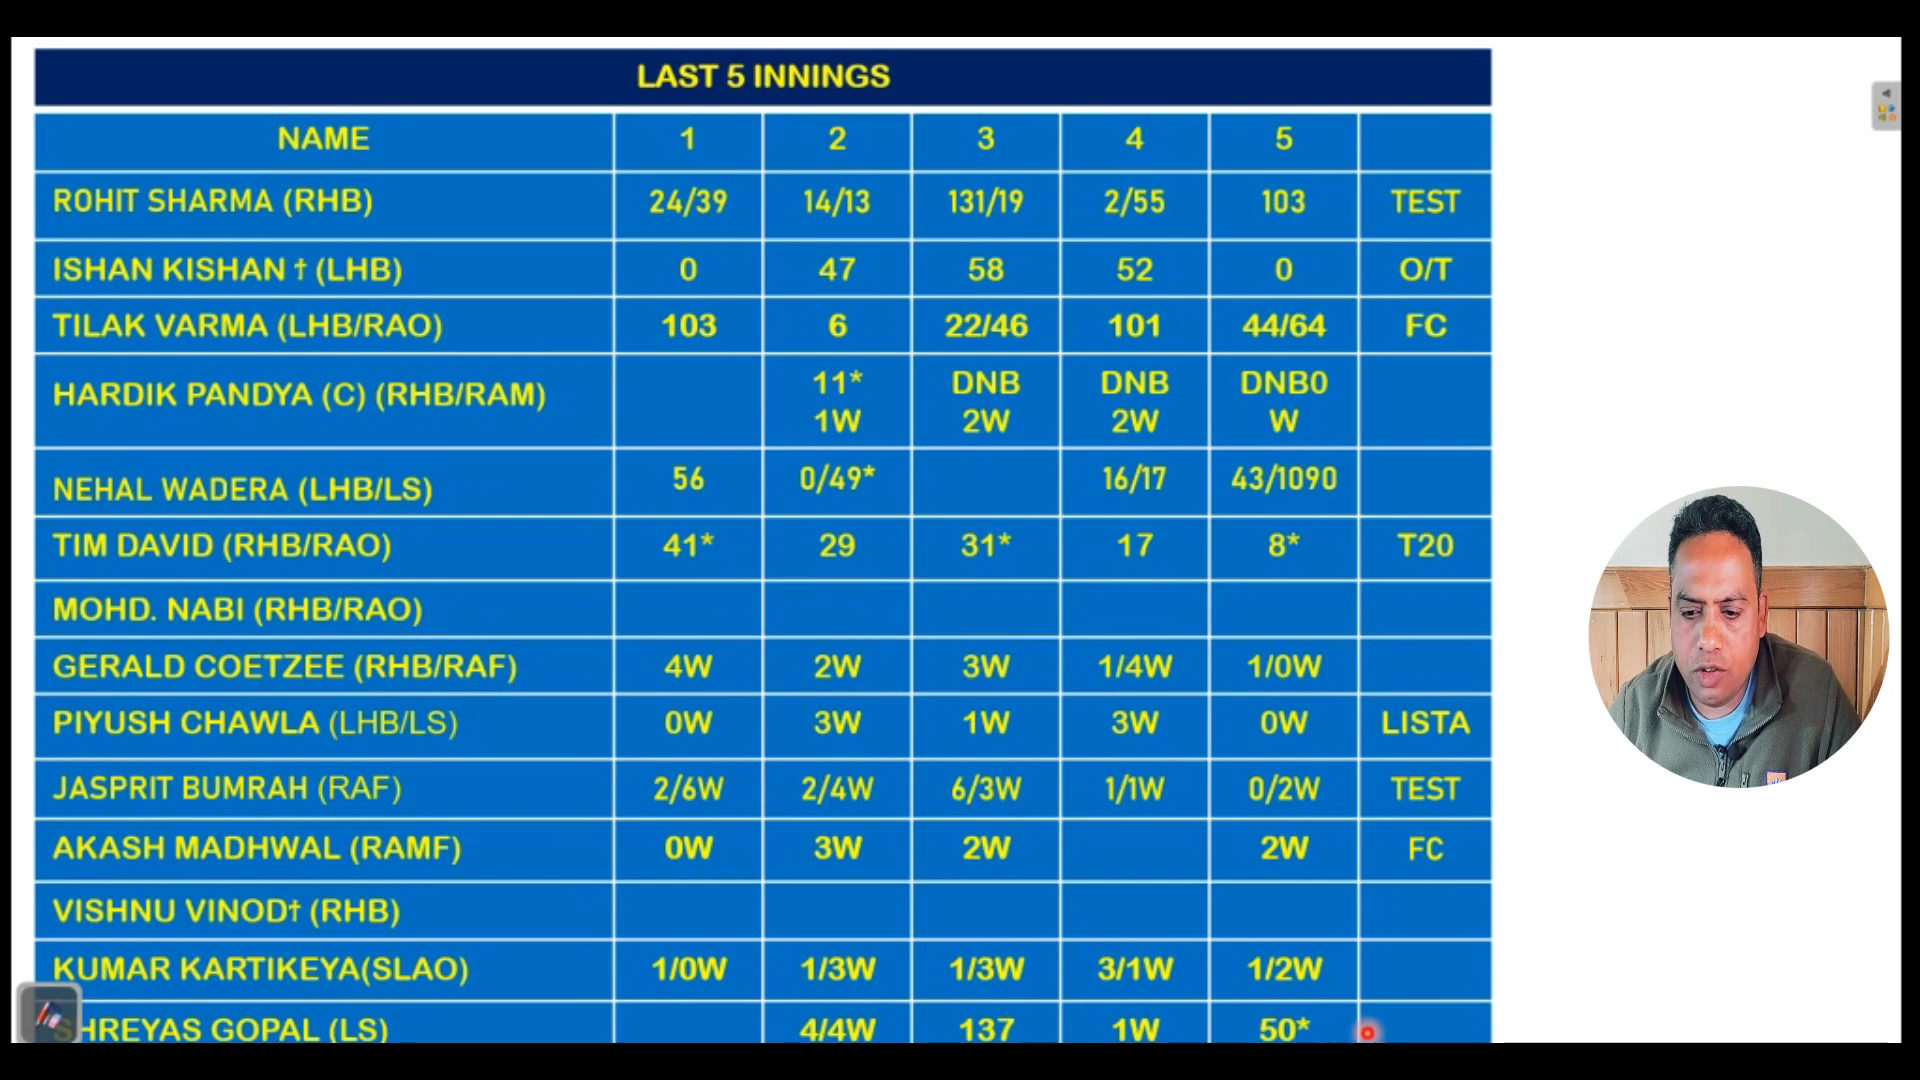 LAST 5 INNINGS
NAME 1 2 3 4 5
ROHIT SHARMA (RHB) 24/39 14/13 131/19 2/55 103 TEST
ISHAN KISHAN † (LHB) 0 47 58 52 0 O/T
TILAK VARMA (LHB/RAO) 103 6 22/46 101 44/64 FC
HARDIK PANDYA (C) (RHB/RAM) 11* DNB DNB DNB0
1W 2W 2W W
NEHAL WADERA (LHB/LS) 56 0/49* 16/17 43/1090
TIM DAVID (RHB/RAO) 41* 29 31* 17 8* T20
MOHD. NABI (RHB/RAO)
GERALD COETZEE (RHB/RAF) 4W 2W 3W 1/4W 1/0W
PIYUSH CHAWLA (LHB/LS) 0W 3W 1W 3W 0W LISTA
JASPRIT BUMRAH (RAF) 2/6W 2/4W 6/3W 1/1W 0/2W TEST
AKASH MADHWAL (RAMF) 0W 3W 2W 2W FC
VISHNU VINOD† (RHB)
KUMAR KARTIKEYA(SLAO) 1/0W 1/3W 1/3W 3/1W 1/2W
SHREYAS GOPAL (LS) 4/4W 137 1W 50*